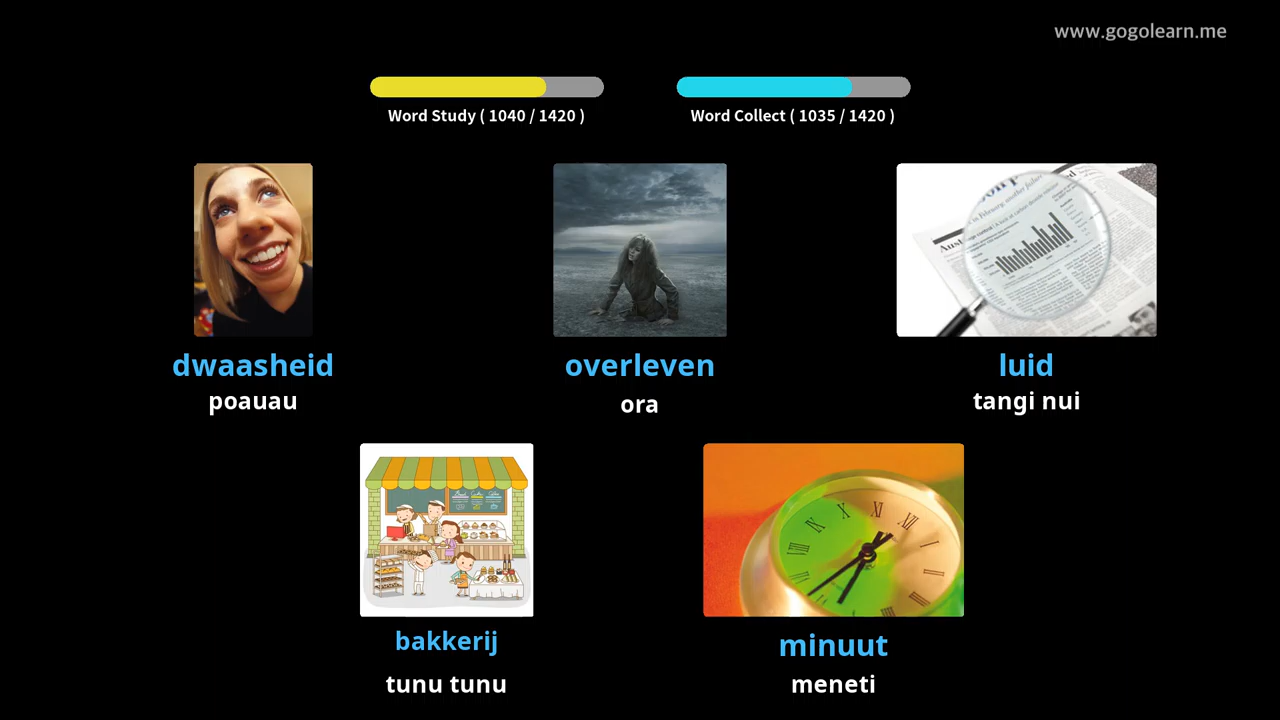 www.gogolearn.me
Word Study ( 1040 / 1420 )
Word Collect ( 1035 / 1420 )
dwaasheid
poauau
overleven
ora
luid
tangi nui
bakkerij
tunu tunu
minuut
meneti